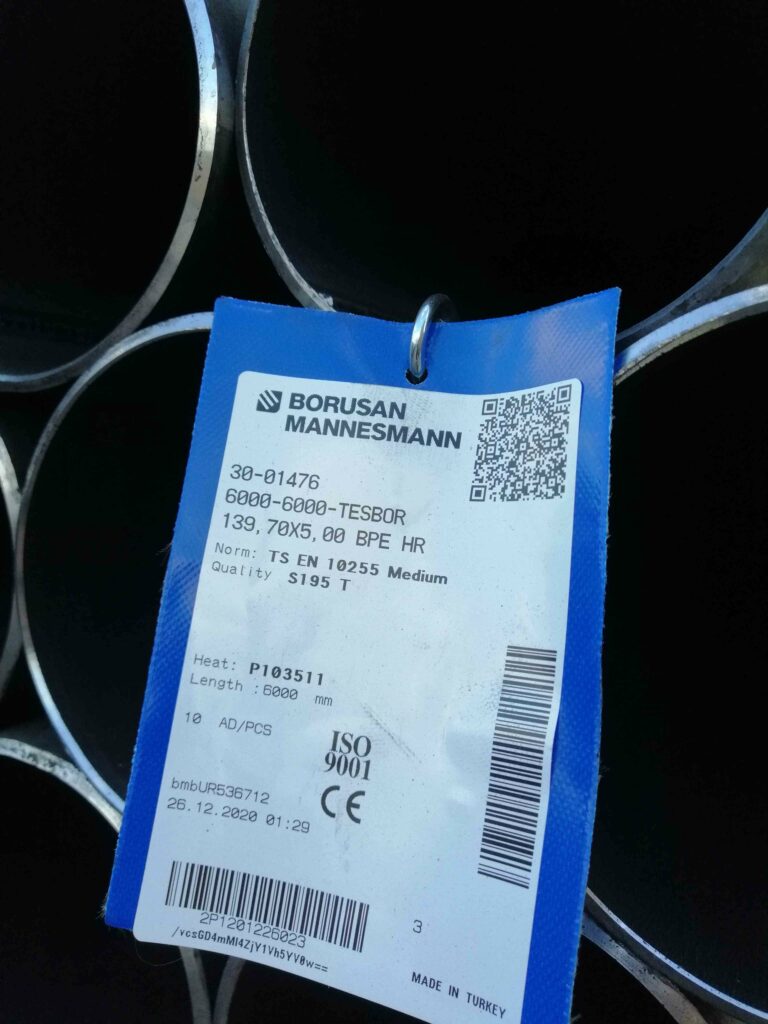 BORUSAN
MANNESMANN
30-01476
6000-6000-TESBOR
139,70X5,00 BPE HR
Norm: TS EN 10255 Medium
Quality S195 T
Heat: P103511
Length :6000 mm
10 AD/PCS
ISO
9001
CE
bmbUR536712
26.12.2020 01:29
2P1201226023
/vcsGD4mMl4ZjY1Vh5YV0w==
3
MADE IN TURKEY